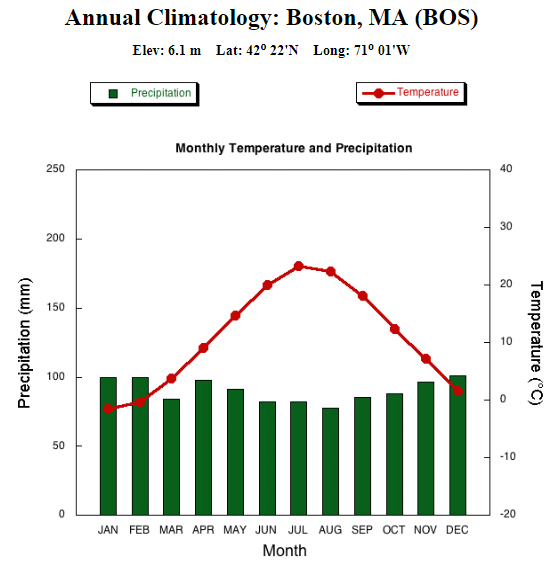 Annual Climatology: Boston, MA (BOS)
Elev: 6.1 m Lat: 42° 22'N Long: 71° 01'W
Precipitation Temperature
Monthly Temperature and Precipitation
250 40
30
200
20
150
10
100
0
50
-10
0 -20
Precipitation (mm)
Temperature (°C)
JAN FEB MAR APR MAY JUN JUL AUG SEP OCT NOV DEC
Month